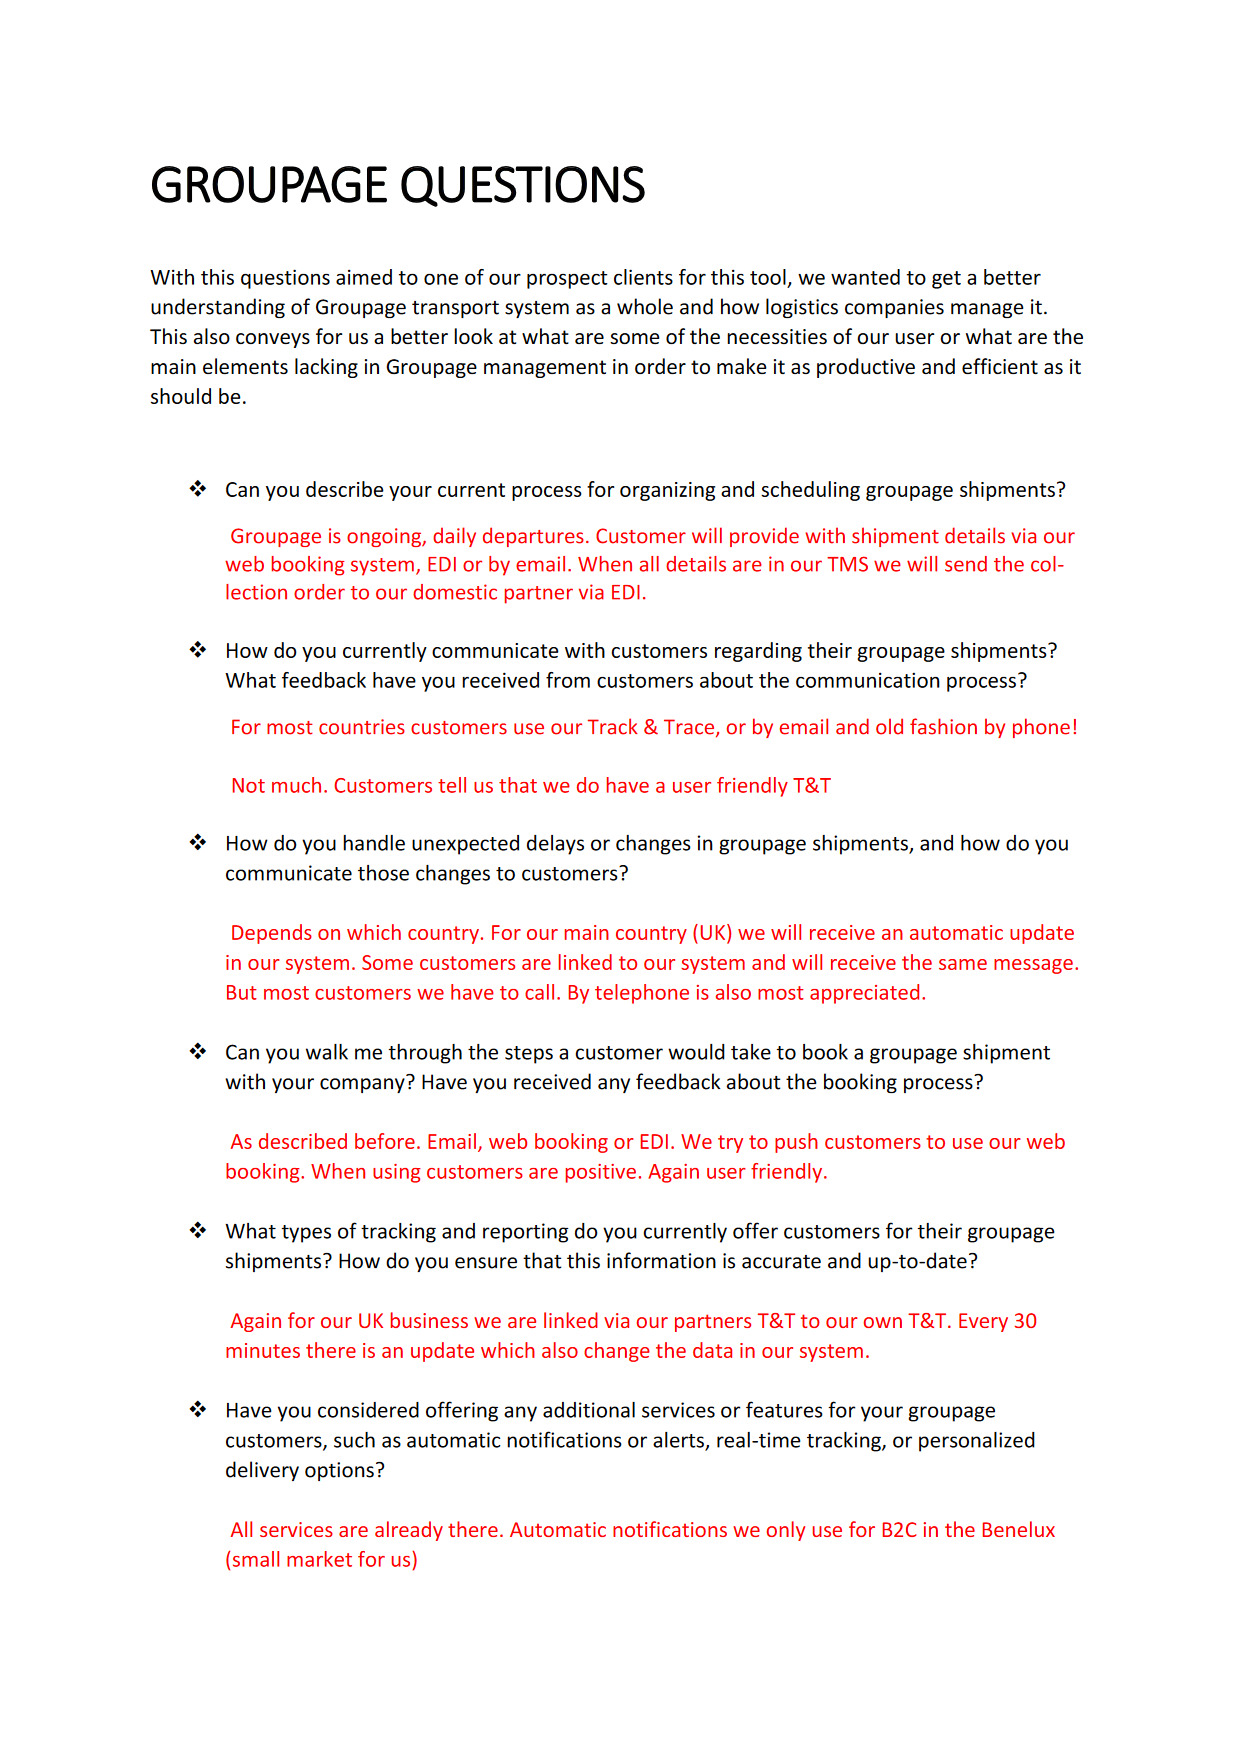 GROUPAGE QUESTIONS
With this questions aimed to one of our prospect clients for this tool, we wanted to get a better
understanding of Groupage transport system as a whole and how logistics companies manage it.
This also conveys for us a better look at what are some of the necessities of our user or what are the
main elements lacking in Groupage management in order to make it as productive and efficient as it
should be.
❖ Can you describe your current process for organizing and scheduling groupage shipments?
Groupage is ongoing, daily departures. Customer will provide with shipment details via our
web booking system, EDI or by email. When all details are in our TMS we will send the col-
lection order to our domestic partner via EDI.
❖ How do you currently communicate with customers regarding their groupage shipments?
What feedback have you received from customers about the communication process?
For most countries customers use our Track & Trace, or by email and old fashion by phone!
Not much. Customers tell us that we do have a user friendly T&T
❖ How do you handle unexpected delays or changes in groupage shipments, and how do you
communicate those changes to customers?
Depends on which country. For our main country (UK) we will receive an automatic update
in our system. Some customers are linked to our system and will receive the same message.
But most customers we have to call. By telephone is also most appreciated.
❖ Can you walk me through the steps a customer would take to book a groupage shipment
with your company? Have you received any feedback about the booking process?
As described before. Email, web booking or EDI. We try to push customers to use our web
booking. When using customers are positive. Again user friendly.
❖ What types of tracking and reporting do you currently offer customers for their groupage
shipments? How do you ensure that this information is accurate and up-to-date?
Again for our UK business we are linked via our partners T&T to our own T&T. Every 30
minutes there is an update which also change the data in our system.
❖ Have you considered offering any additional services or features for your groupage
customers, such as automatic notifications or alerts, real-time tracking, or personalized
delivery options?
All services are already there. Automatic notifications we only use for B2C in the Benelux
(small market for us)